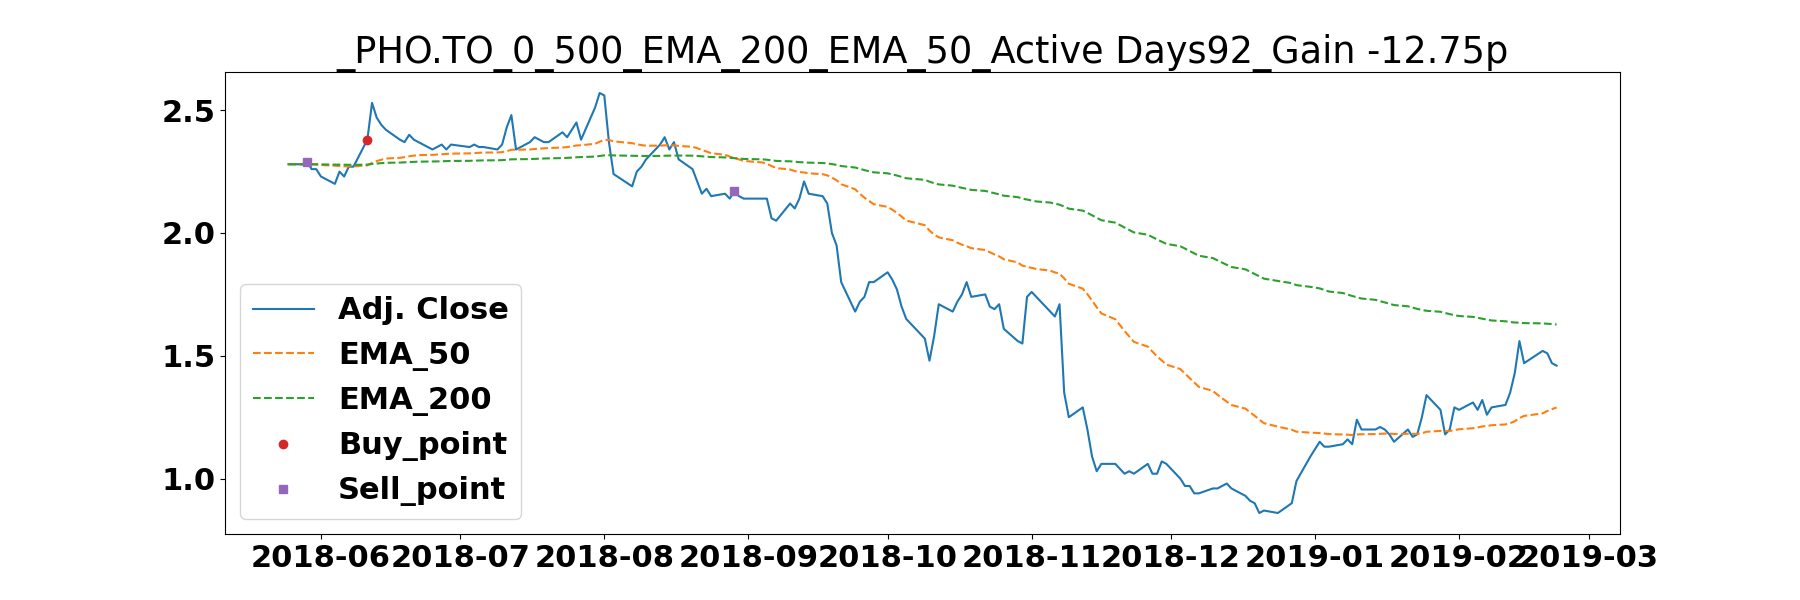 _PHO.TO_0_500_EMA_200_EMA_50_Active Days92_Gain -12.75p
2.5
2.0
1.5
1.0
Adj. Close
EMA_50
EMA_200
Buy_point
Sell_point
2018-06 2018-07 2018-08 2018-09 2018-10 2018-11 2018-12 2019-01 2019-02 2019-03